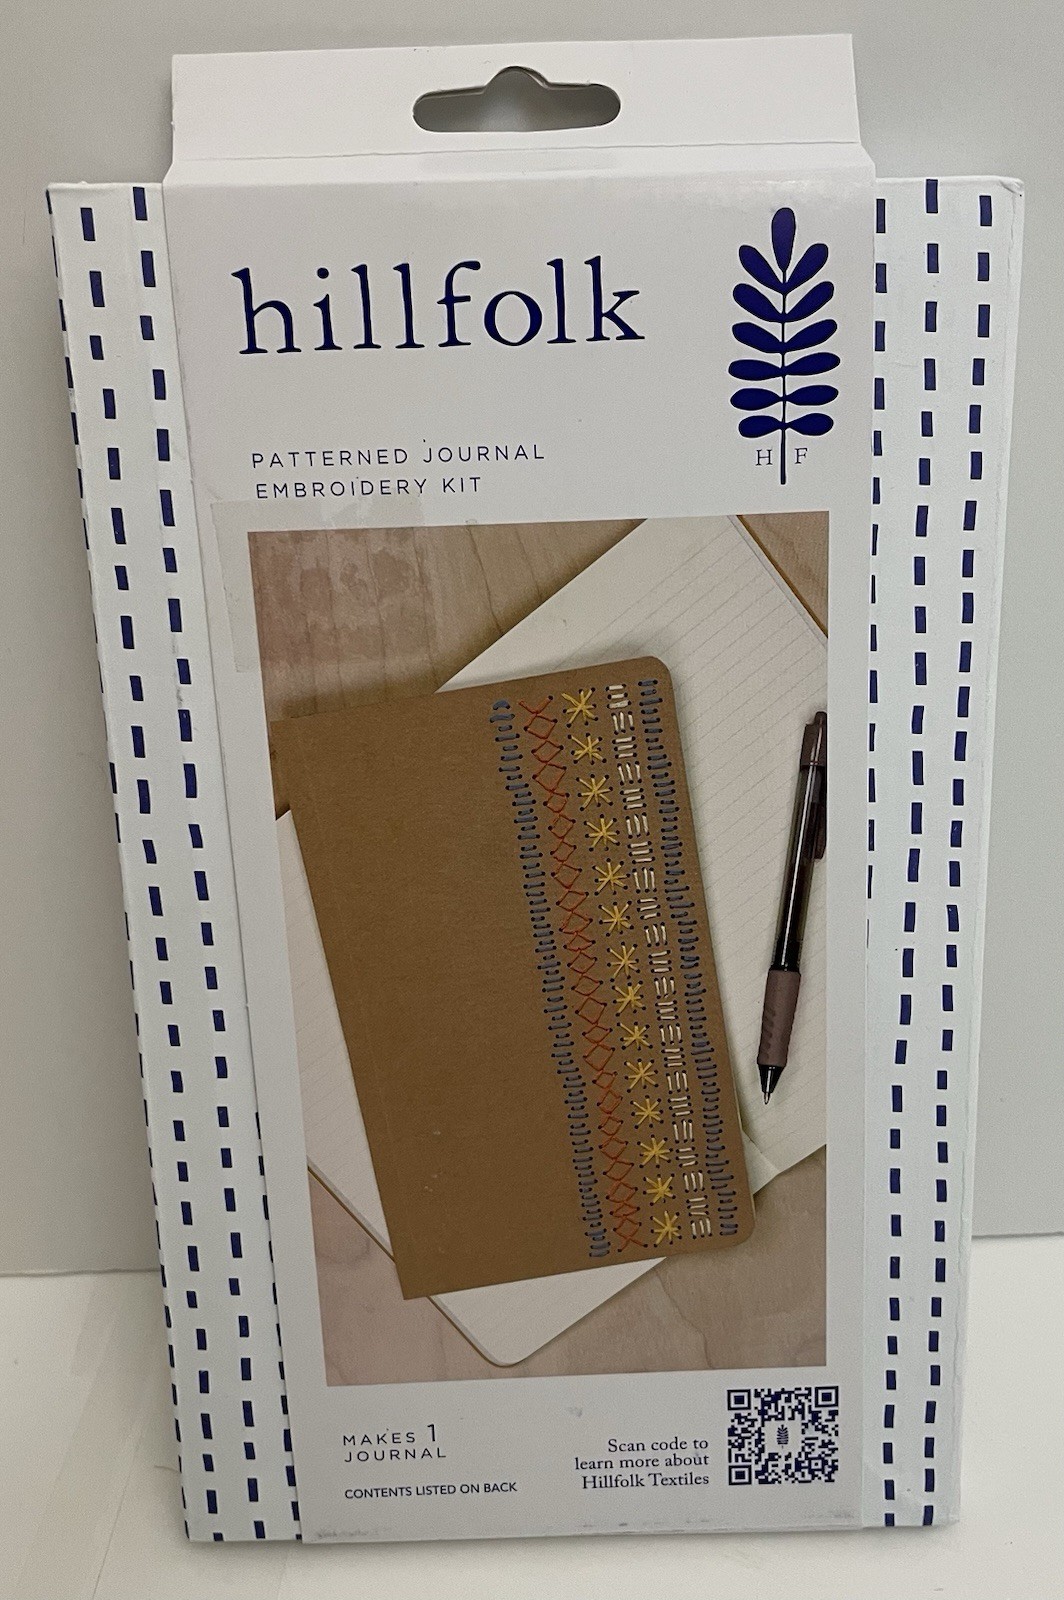 hillfolk
H F
PATTERNED JOURNAL
EMBROIDERY KIT
MAKES 1
JOURNAL
CONTENTS LISTED ON BACK
Scan code to
learn more about
Hillfolk Textiles